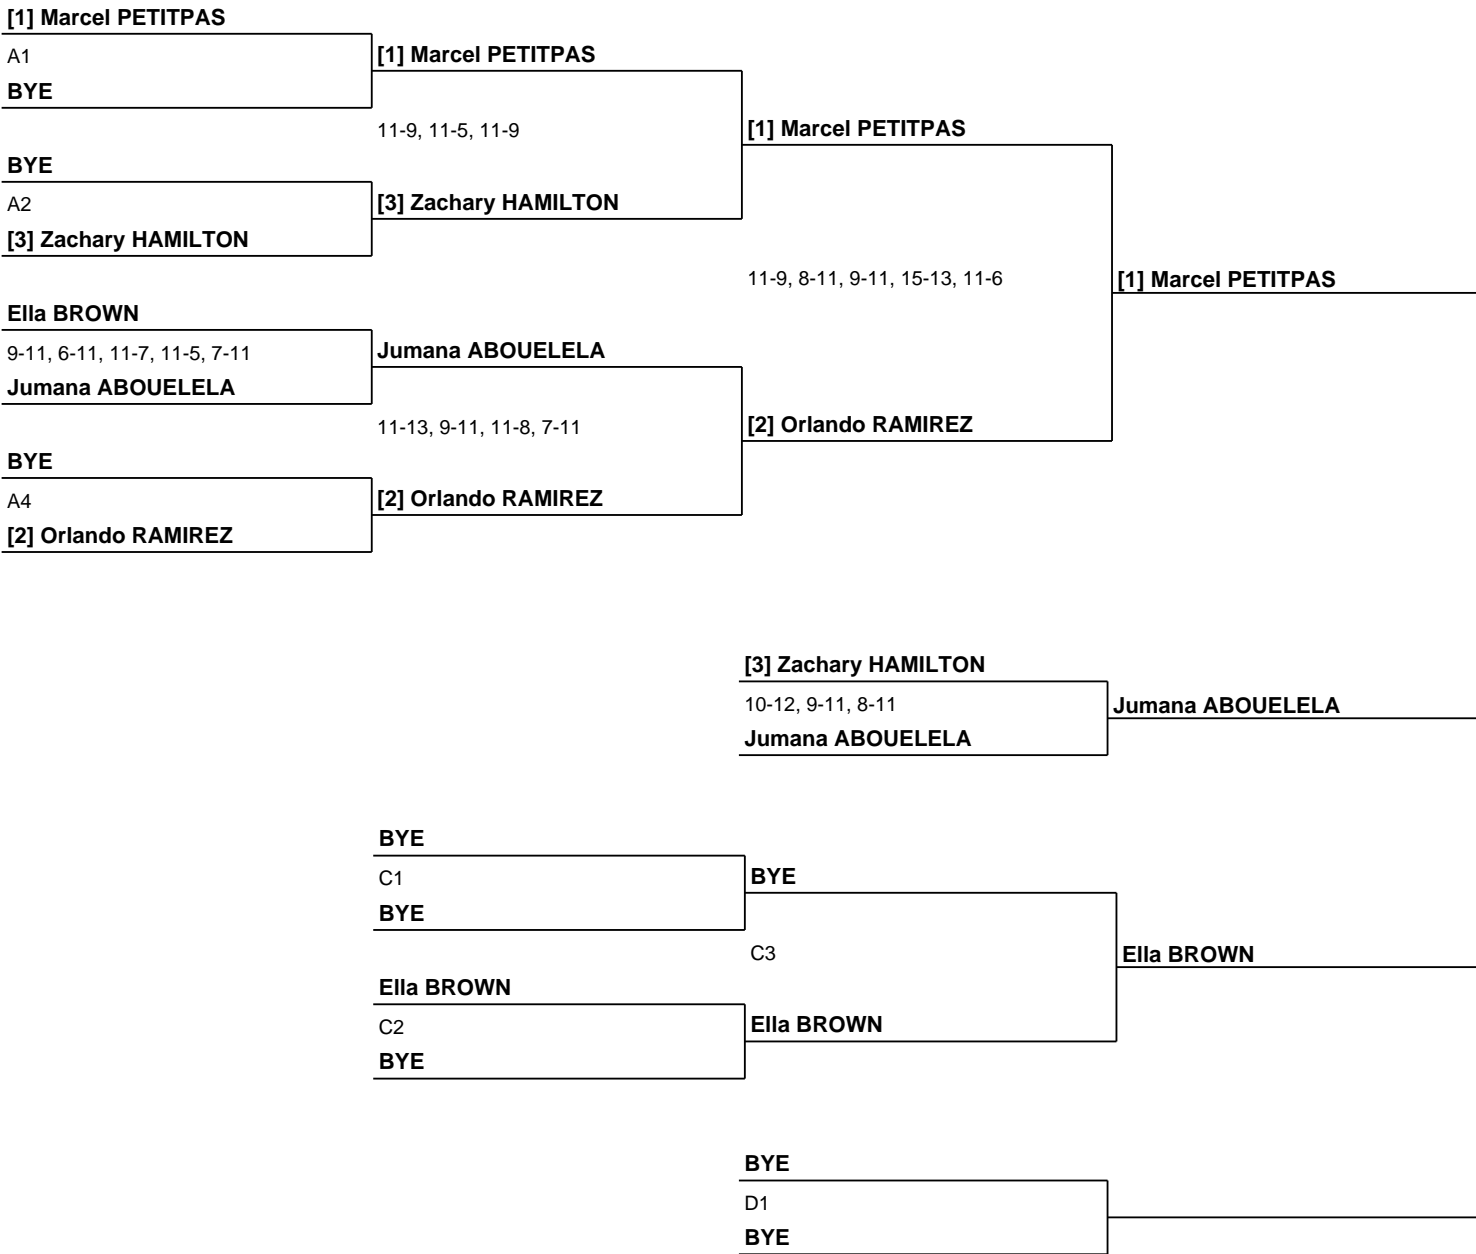 [1] Marcel PETITPAS
A1
[1] Marcel PETITPAS
BYE
11-9, 11-5, 11-9
[1] Marcel PETITPAS
BYE
A2
[3] Zachary HAMILTON
[3] Zachary HAMILTON
11-9, 8-11, 9-11, 15-13, 11-6
[1] Marcel PETITPAS
Ella BROWN
9-11, 6-11, 11-7, 11-5, 7-11
Jumana ABOUELELA
Jumana ABOUELELA
11-13, 9-11, 11-8, 7-11
[2] Orlando RAMIREZ
BYE
A4
[2] Orlando RAMIREZ
[2] Orlando RAMIREZ
[3] Zachary HAMILTON
10-12, 9-11, 8-11
Jumana ABOUELELA
Jumana ABOUELELA
BYE
C1
BYE
BYE
C3
Ella BROWN
Ella BROWN
C2
Ella BROWN
BYE
BYE
D1
BYE